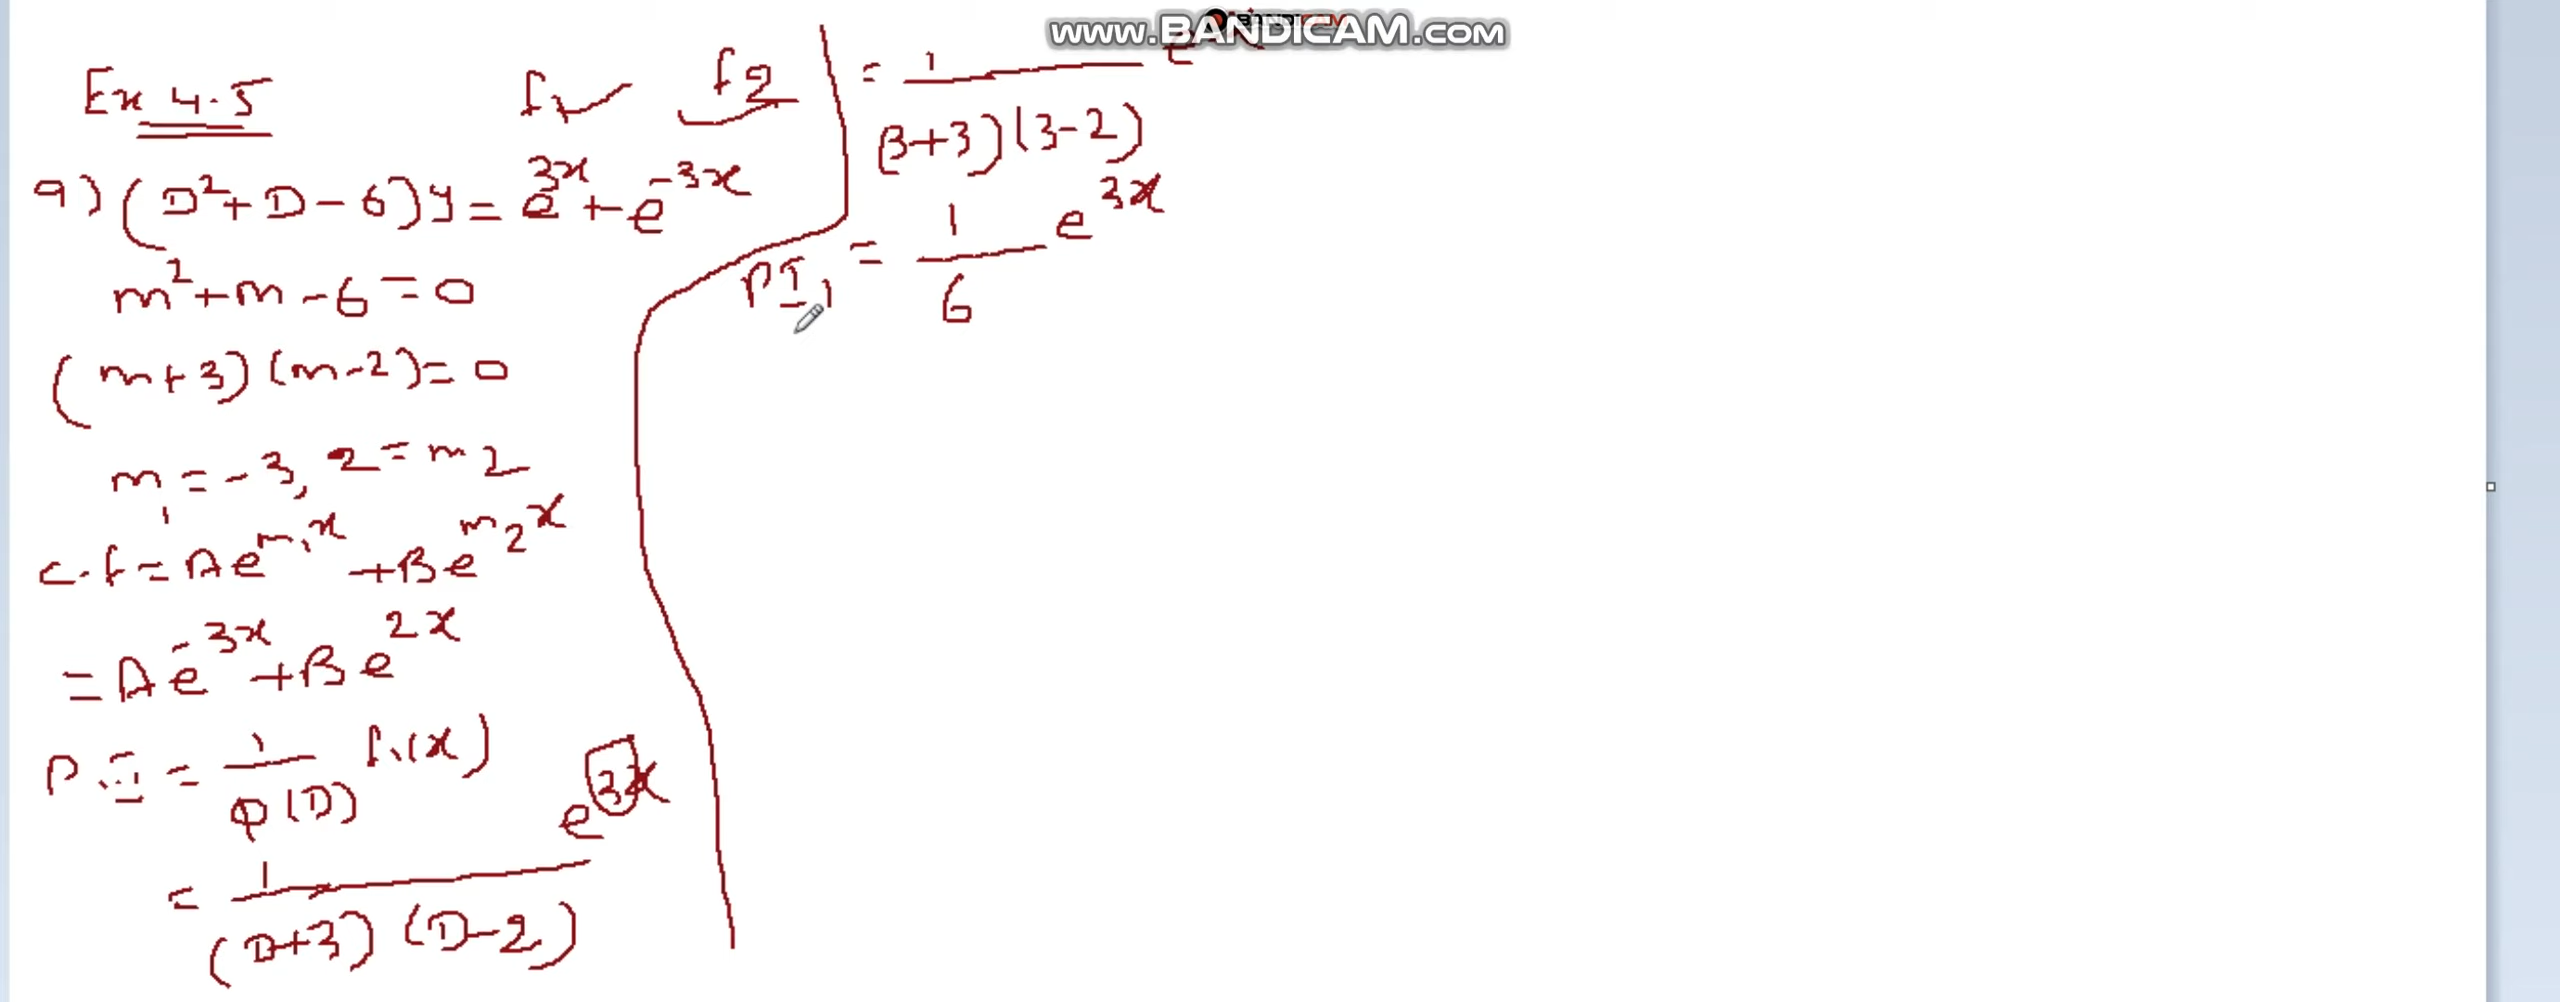 www.BANDICAM.com
Ex 4.5
f₁ f2
9) (D²+D-6)y = e^3x + e^-3x
m²+m-6=0
(m+3)(m-2)=0
m₁ = -3, 2 = m2
C.f = Ae^m₁x + Be^m2x
= Ae^-3x + Be^2x
P.I₁ = 1/φ(D) f₁(x)
= 1/(D+3)(D-2) e^3x
= 1/(3+3)(3-2) e
PI₁ = 1/6 e^3x